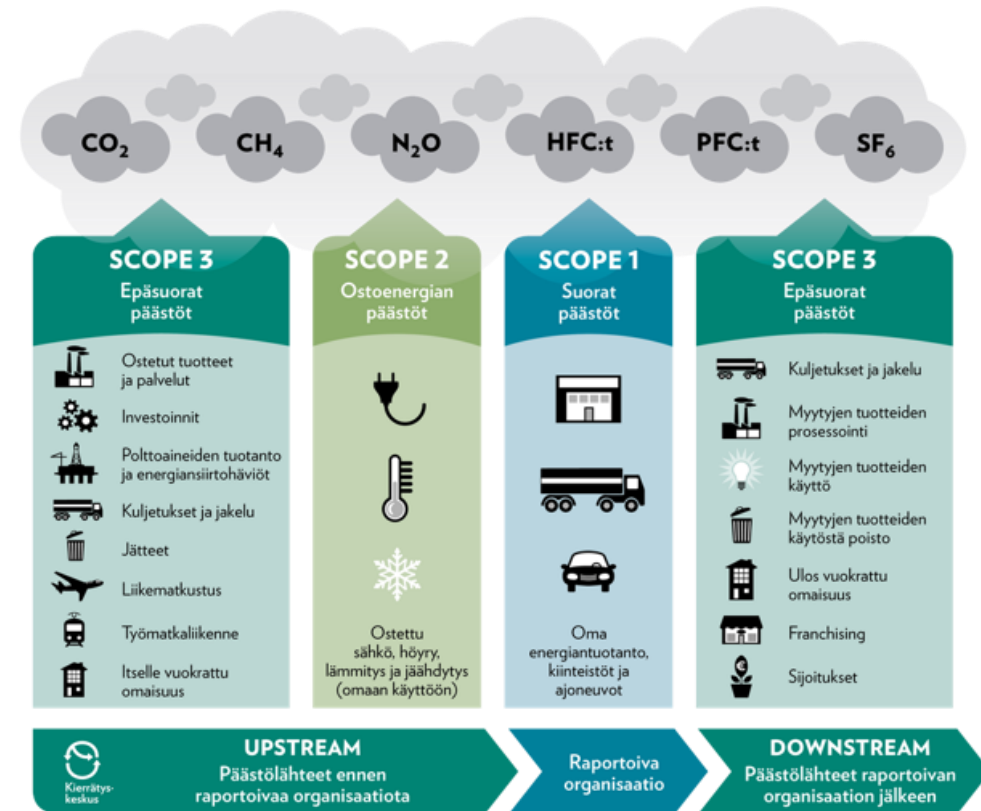 CO₂
CH₄
N₂O
HFC:t
PFC:t
SF₆
SCOPE 3
Epäsuorat
päästöt
Ostetut tuotteet
ja palvelut
Investoinnit
Polttoaineiden tuotanto
ja energiansiirtohäviöt
Kuljetukset ja jakelu
Jätteet
Liikematkustus
Työmatkaliikenne
Itselle vuokrattu
omaisuus
SCOPE 2
Ostoenergian
päästöt
Ostettu
sähkö, höyry,
lämmitys ja jäähdytys
(omaan käyttöön)
SCOPE 1
Suorat
päästöt
Oma
energiantuotanto,
kiinteistöt ja
ajoneuvot
SCOPE 3
Epäsuorat
päästöt
Kuljetukset ja jakelu
Myytyjen tuotteiden
prosessointi
Myytyjen tuotteiden
käyttö
Myytyjen tuotteiden
käytöstä poisto
Ulos vuokrattu
omaisuus
Franchising
Sijoitukset
Kierrätys-
keskus
UPSTREAM
Päästölähteet ennen
raportoivaa organisaatiota
Raportoiva
organisaatio
DOWNSTREAM
Päästölähteet raportoivan
organisaation jälkeen